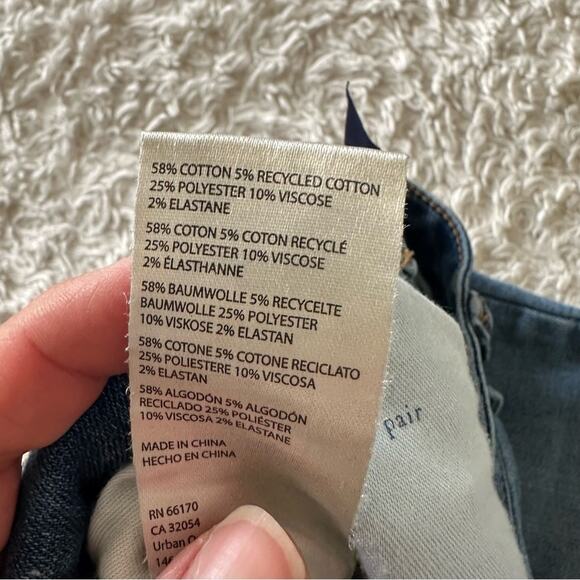 58% COTTON 5% RECYCLED COTTON
25% POLYESTER 10% VISCOSE
2% ELASTANE
58% COTON 5% COTON RECYCLÉ
25% POLYESTER 10% VISCOSE
2% ÉLASTHANNE
58% BAUMWOLLE 5% RECYCELTE
BAUMWOLLE 25% POLYESTER
10% VISKOSE 2% ELASTAN
58% COTONE 5% COTONE RECICLATO
25% POLIESTERE 10% VISCOSA
2% ELASTAN
58% ALGODÓN 5% ALGODÓN
RECICLADO 25% POLIÉSTER
10% VISCOSA 2% ELASTANE
MADE IN CHINA
HECHO EN CHINA
RN 66170
CA 32054
Urban
pair